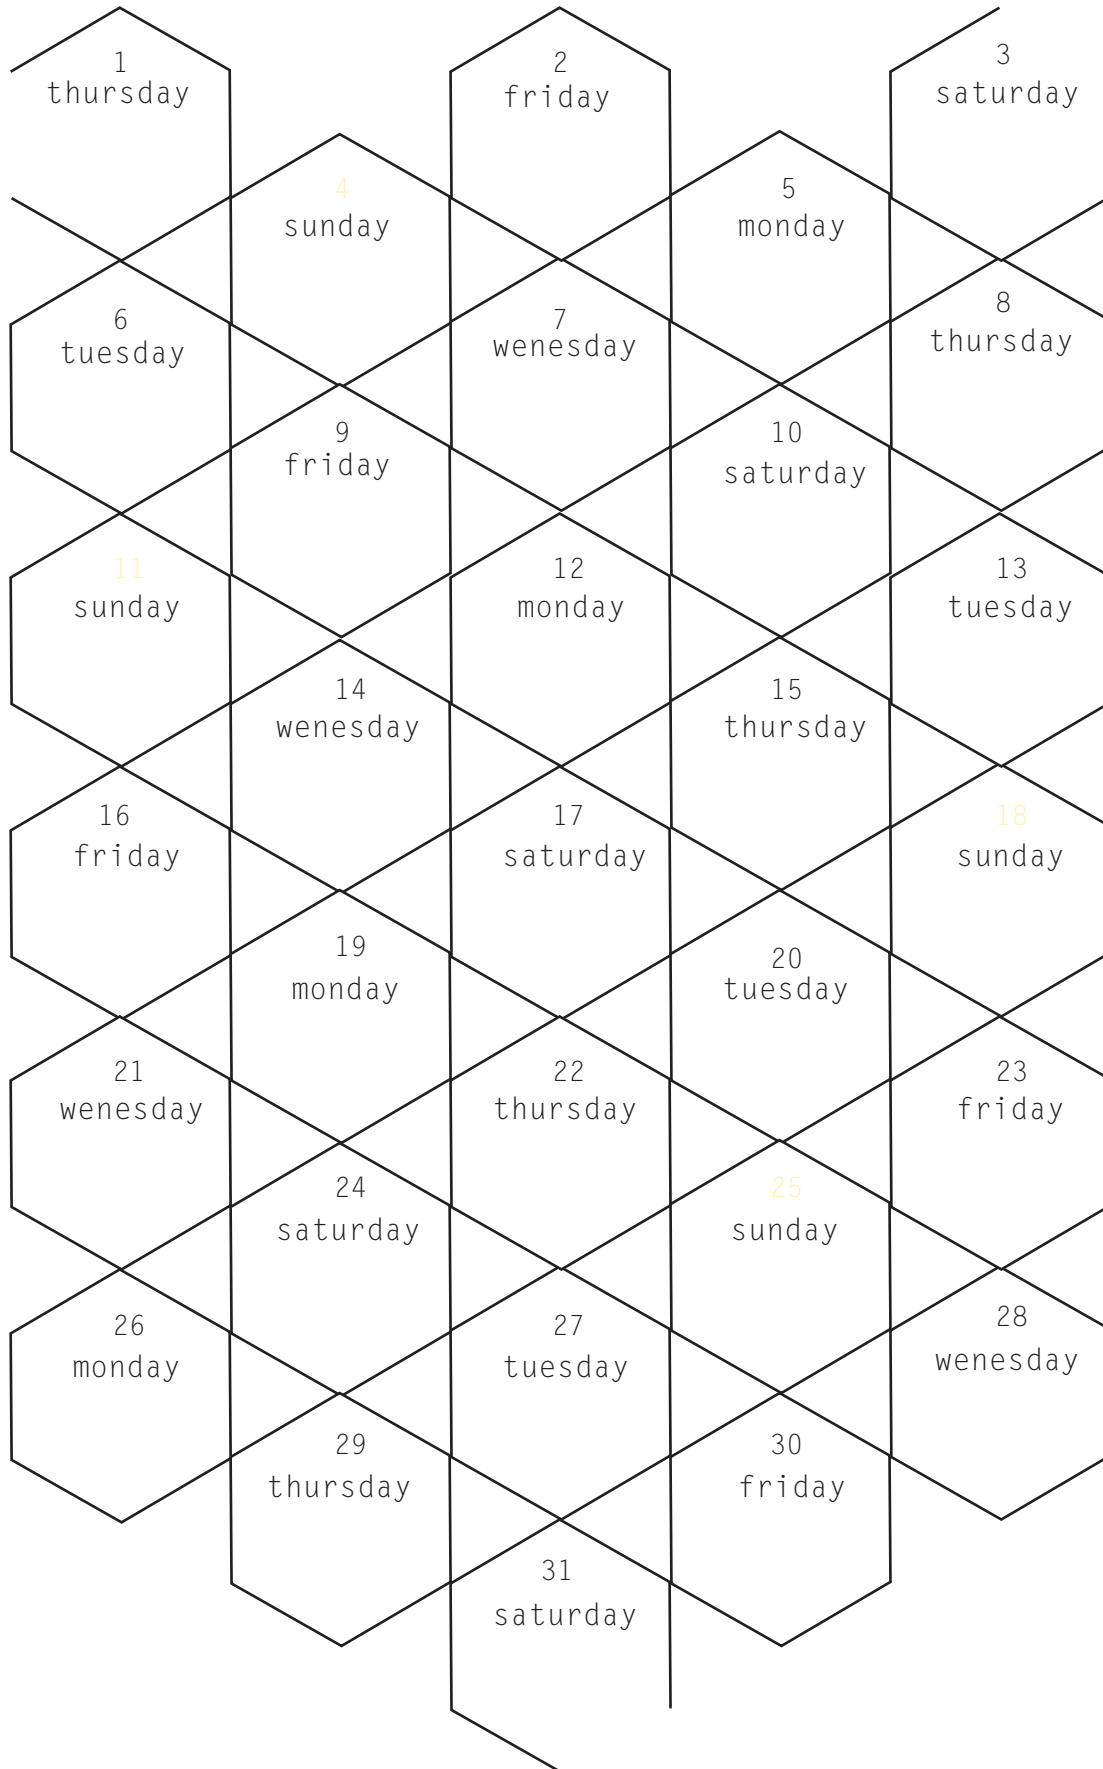 1
thursday
2
friday
3
saturday
4
sunday
5
monday
6
tuesday
7
wenesday
8
thursday
9
friday
10
saturday
11
sunday
12
monday
13
tuesday
14
wenesday
15
thursday
16
friday
17
saturday
18
sunday
19
monday
20
tuesday
21
wenesday
22
thursday
23
friday
24
saturday
25
sunday
26
monday
27
tuesday
28
wenesday
29
thursday
30
friday
31
saturday